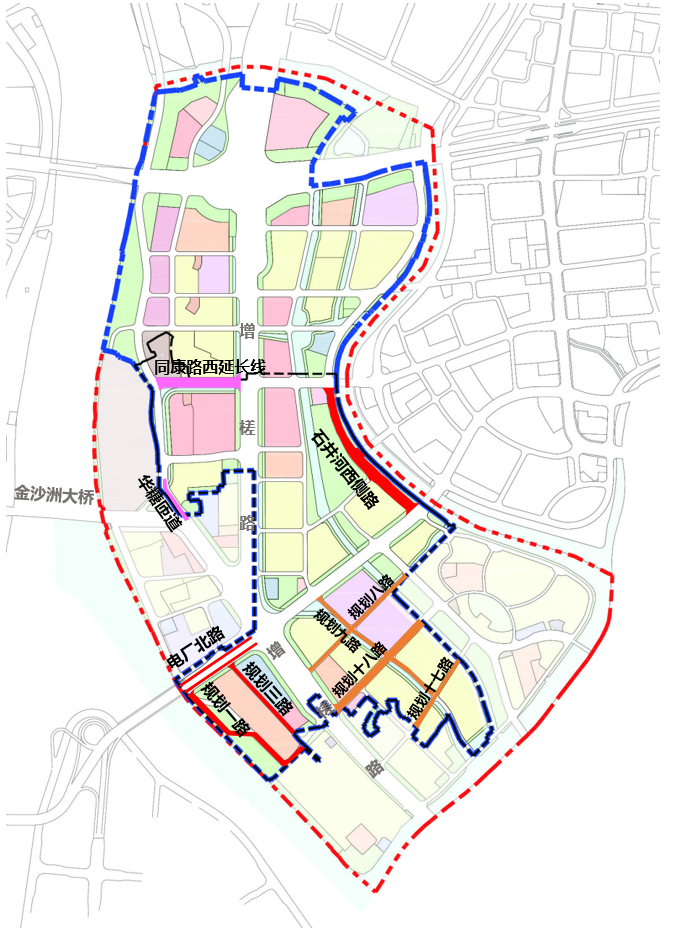 增
同康路西延长线
槎
石井河西侧路
华糖匝道
金沙洲大桥
路
规划八路
规划九路
电厂北路
增
规划十八路
规划三路
规划十七路
规划一路
槎
路